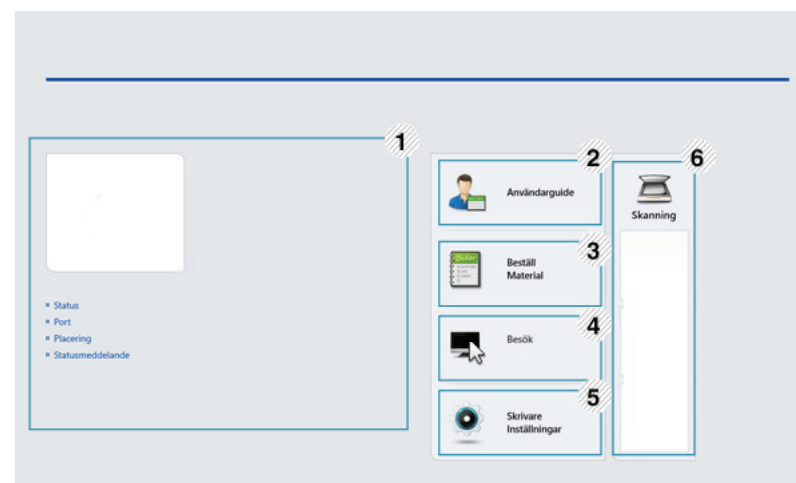 1
Status
Port
Placering
Statusmeddelande
2
Användarguide
3
Beställ
Material
4
Besök
5
Skrivare
Inställningar
6
Skanning